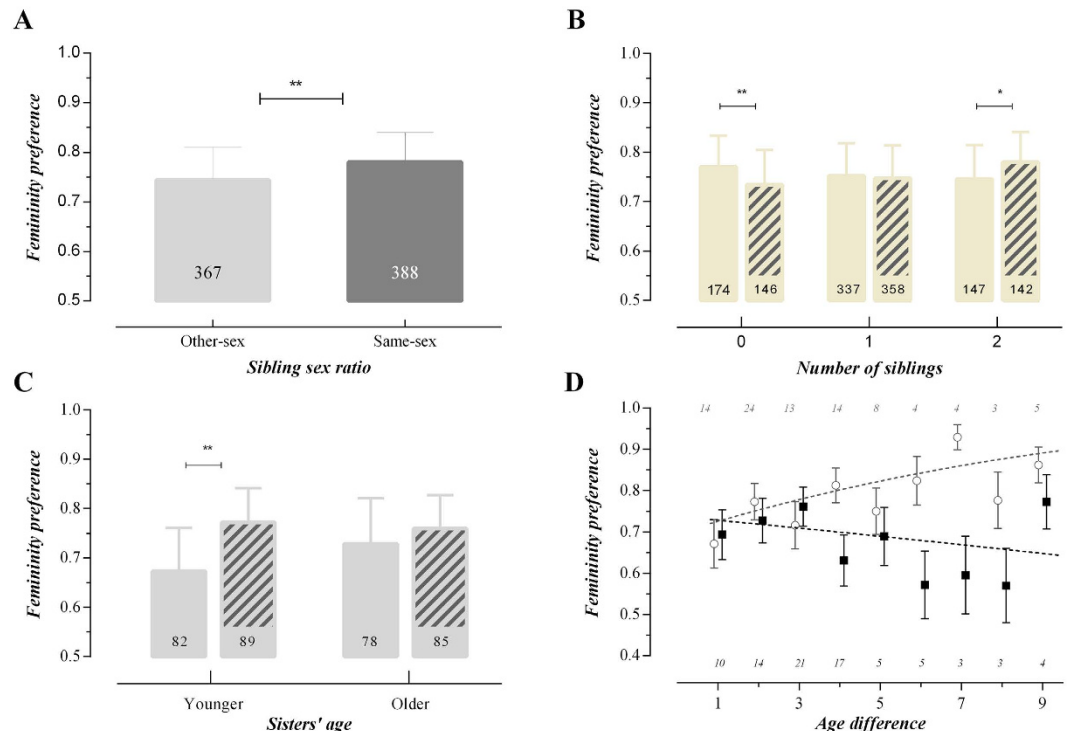 A
Femininity preference
1.0
0.9
0.8
0.7
0.6
0.5
**
367
388
Other-sex
Same-sex
Sibling sex ratio
B
Femininity preference
1.0
0.9
0.8
0.7
0.6
0.5
**
*
174
146
337
358
147
142
0
1
2
Number of siblings
C
Femininity preference
1.0
0.9
0.8
0.7
0.6
0.5
**
82
89
78
85
Younger
Older
Sisters' age
D
Femininity preference
1.0
0.9
0.8
0.7
0.6
0.5
0.4
14 24 13 14 8 4 4 3 5
10 14 21 17 5 5 3 3 4
1 3 5 7 9
Age difference